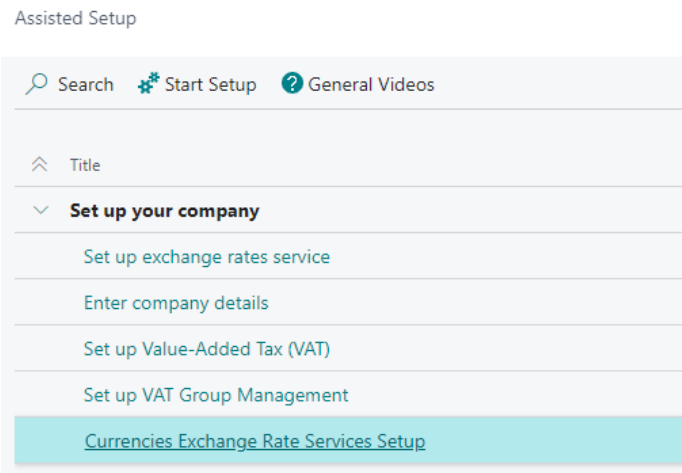 Assisted Setup
Search Start Setup General Videos
Title
Set up your company
Set up exchange rates service
Enter company details
Set up Value-Added Tax (VAT)
Set up VAT Group Management
Currencies Exchange Rate Services Setup